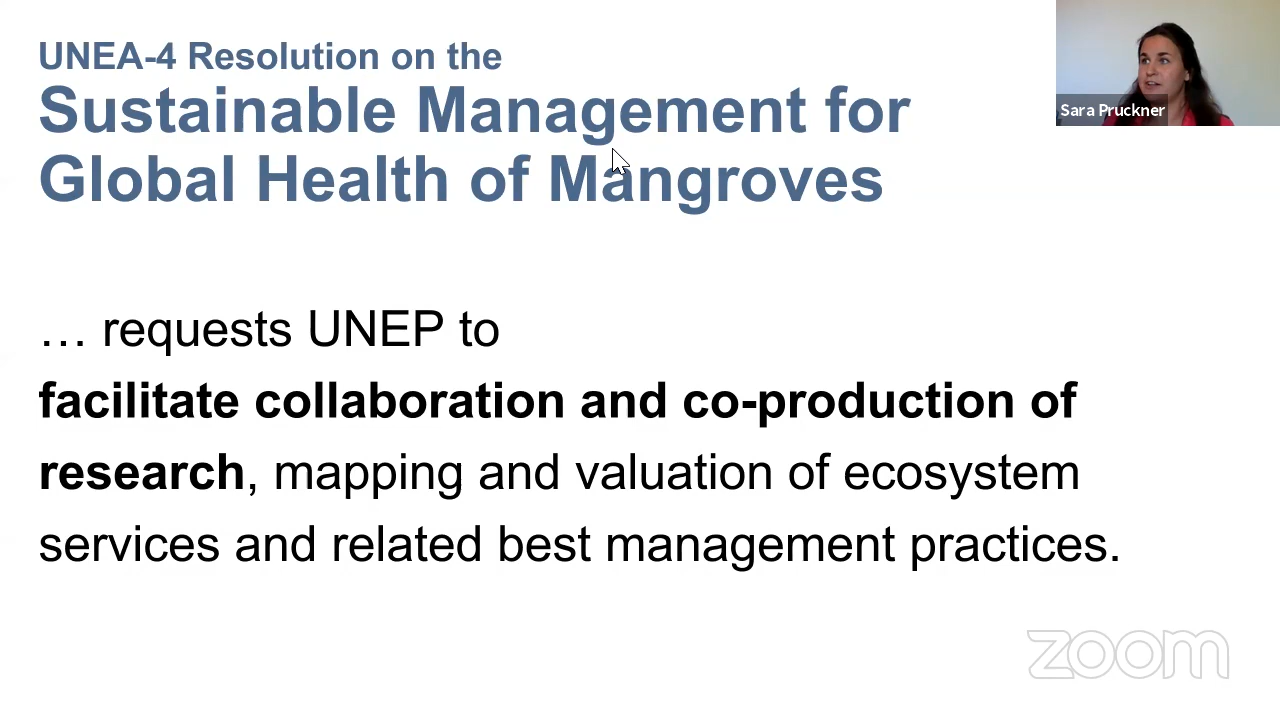 UNEA-4 Resolution on the
Sustainable Management for
Global Health of Mangroves
Sara Pruckner
… requests UNEP to
facilitate collaboration and co-production of
research, mapping and valuation of ecosystem
services and related best management practices.
zoom